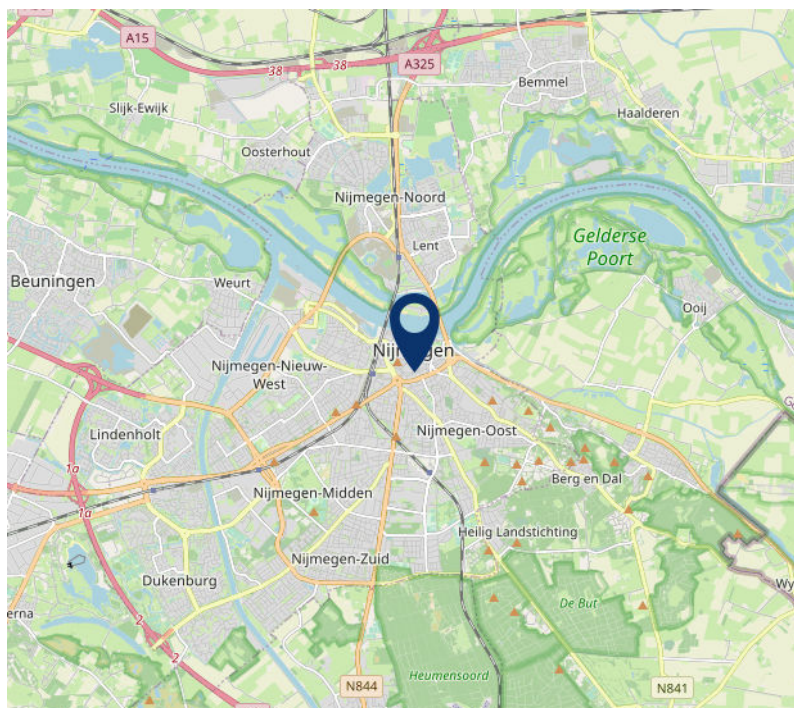 A15
38
38
A325
Slijk-Ewijk
Bemmel
Haalderen
Oosterhout
Nijmegen-Noord
Lent
Gelderse
Poort
Beuningen
Weurt
Ooij
Nijmegen
Nijmegen-Nieuw-
West
Lindenholt
Nijmegen-Oost
1a
Berg en Dal
Nijmegen-Midden
1a
Heilig Landstichting
Nijmegen-Zuid
Dukenburg
Wy
De But
erna
2
2
Heumensoord
N844
N841